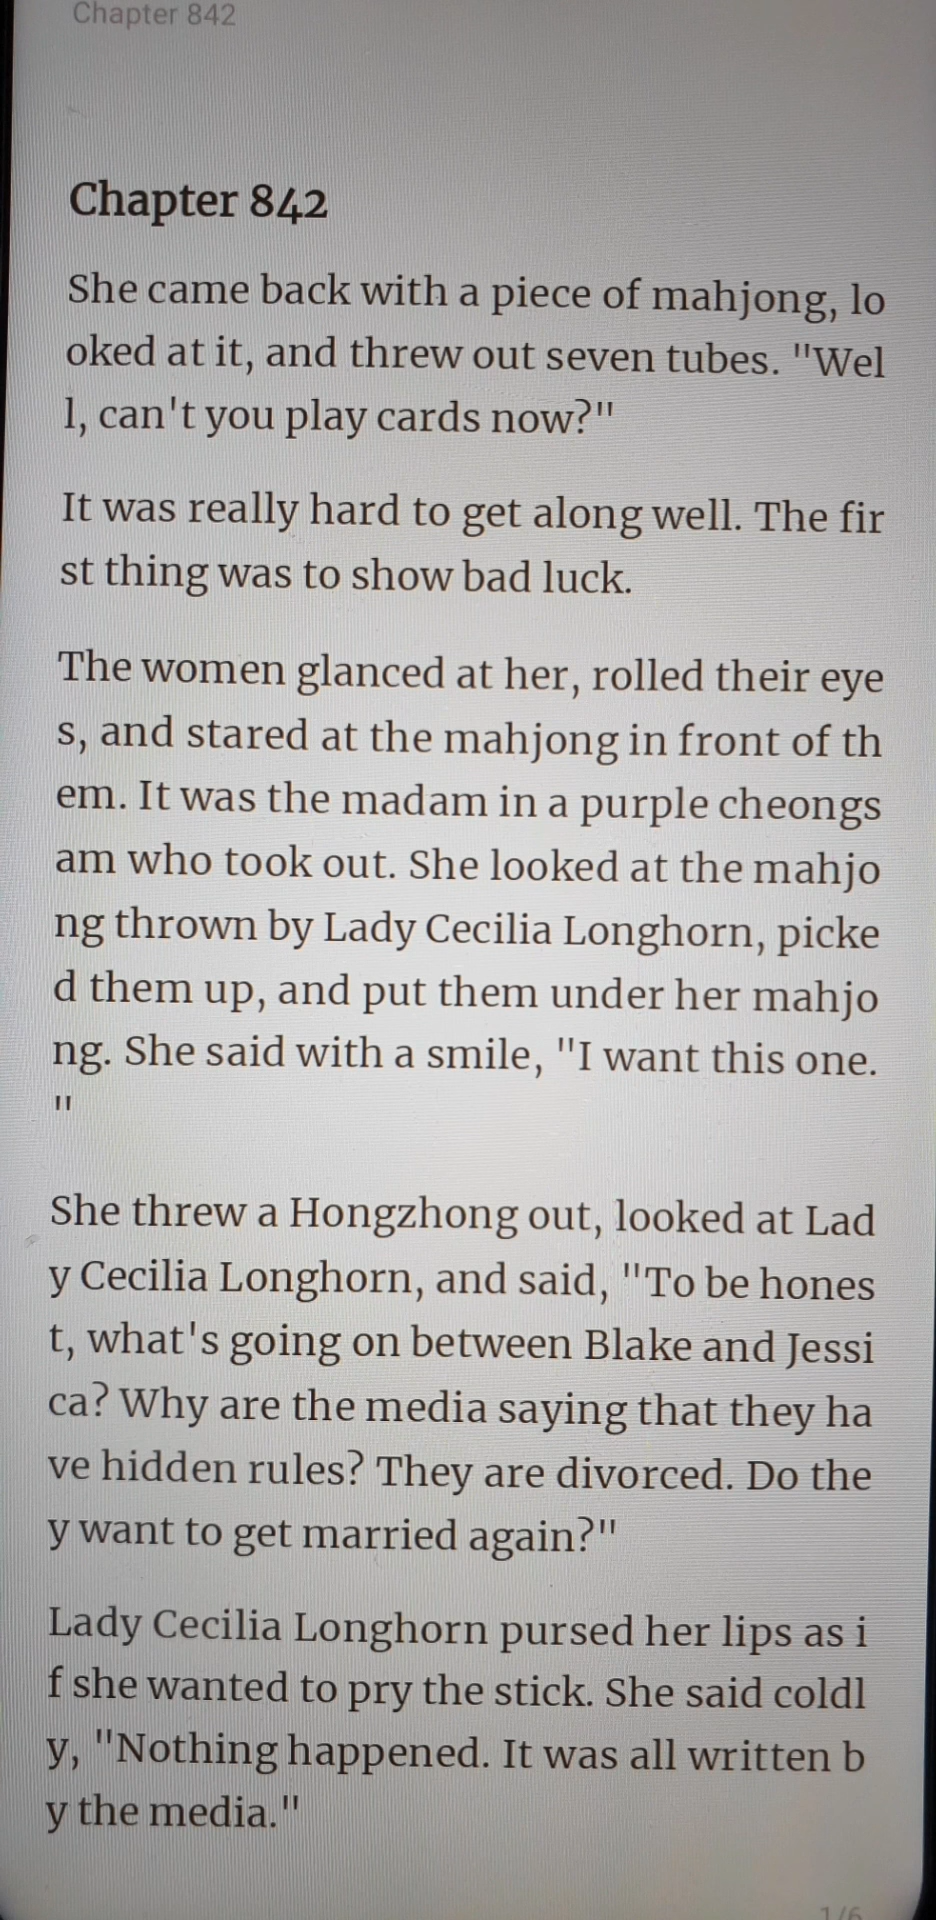 Chapter 842
Chapter 842
She came back with a piece of mahjong, lo
oked at it, and threw out seven tubes. "Wel
l, can't you play cards now?"
It was really hard to get along well. The fir
st thing was to show bad luck.
The women glanced at her, rolled their eye
s, and stared at the mahjong in front of th
em. It was the madam in a purple cheongs
am who took out. She looked at the mahjo
ng thrown by Lady Cecilia Longhorn, picke
d them up, and put them under her mahjo
ng. She said with a smile, "I want this one.
"
She threw a Hongzhong out, looked at Lad
y Cecilia Longhorn, and said, "To be hones
t, what's going on between Blake and Jessi
ca? Why are the media saying that they ha
ve hidden rules? They are divorced. Do the
y want to get married again?"
Lady Cecilia Longhorn pursed her lips as i
f she wanted to pry the stick. She said coldl
y, "Nothing happened. It was all written b
y the media."
1/6